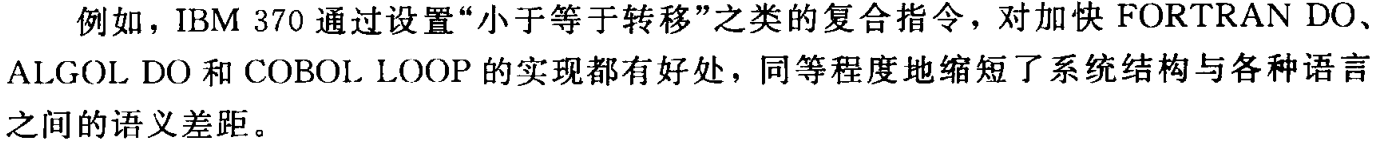 例如，IBM 370 通过设置“小于等于转移”之类的复合指令，对加快 FORTRAN DO、
ALGOL DO 和 COBOL LOOP 的实现都有好处，同等程度地缩短了系统结构与各种语言
之间的语义差距。